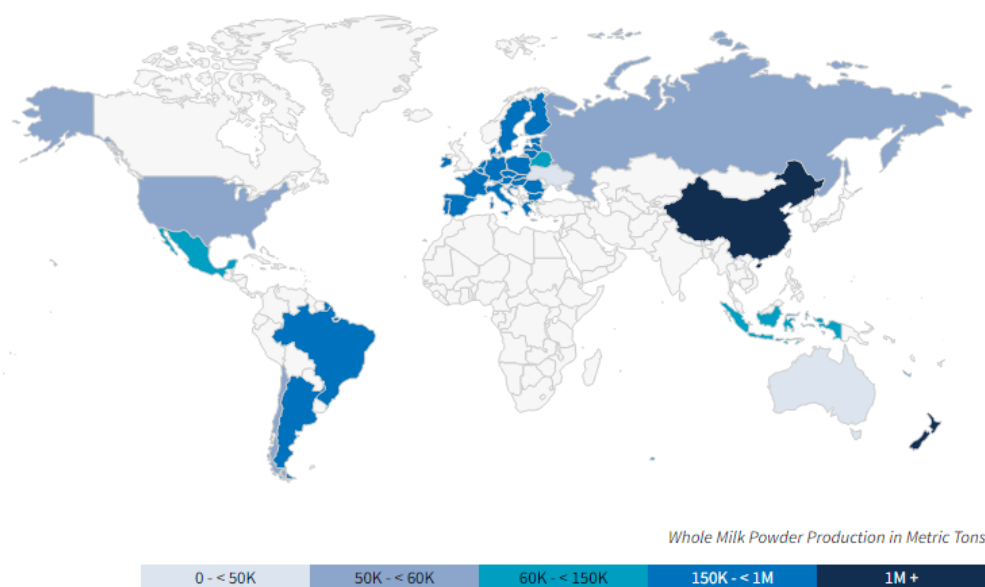 Whole Milk Powder Production in Metric Tons
0 - < 50K
50K - < 60K
60K - < 150K
150K - < 1M
1M +